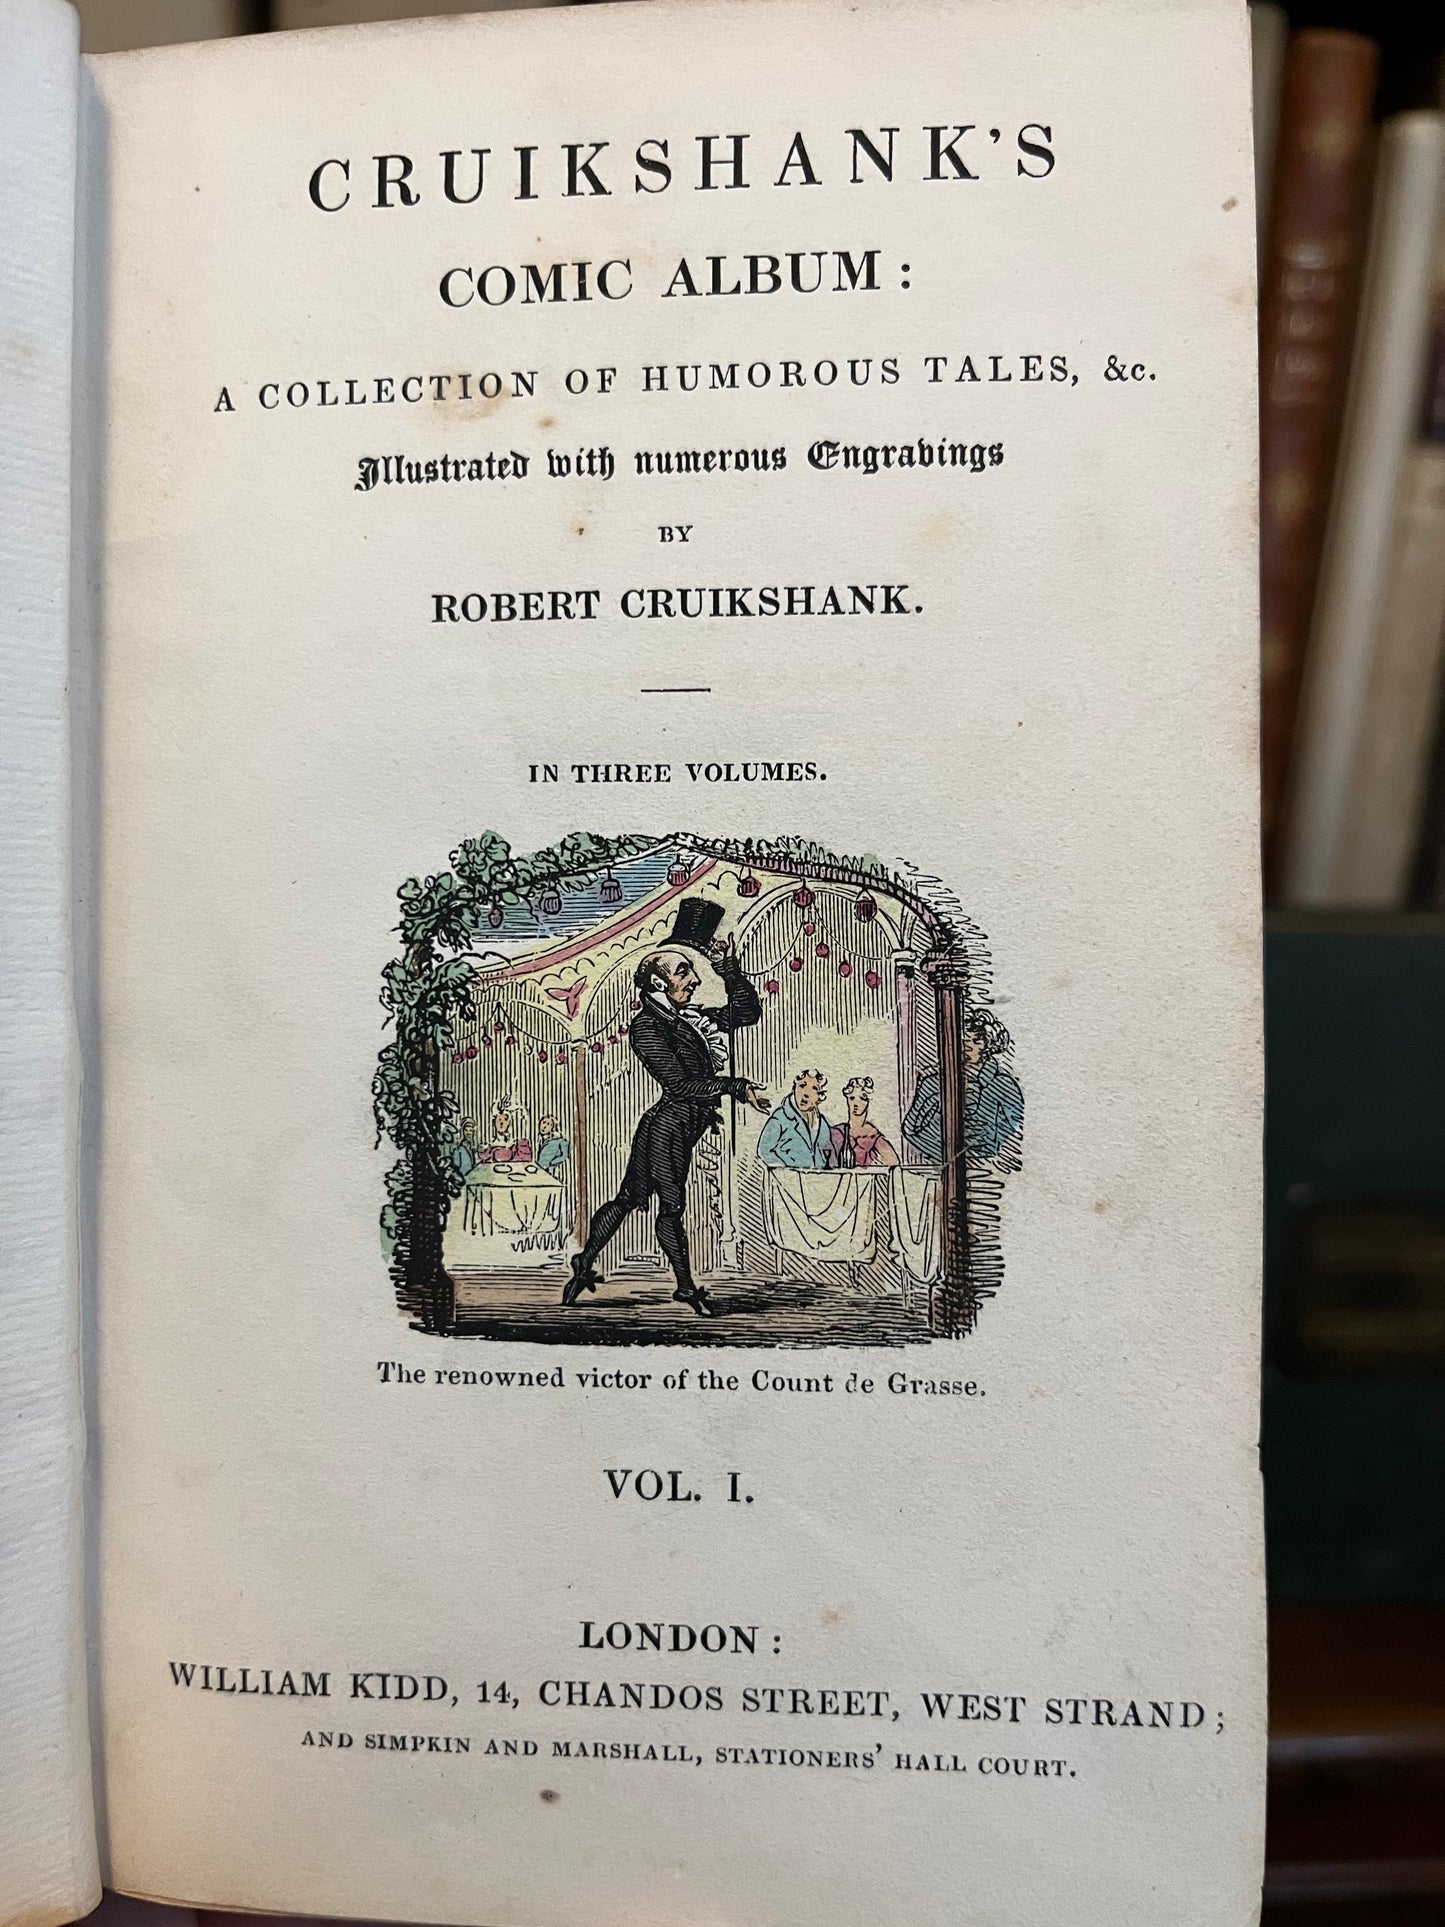 CRUIKSHANK'S
COMIC ALBUM:
A COLLECTION OF HUMOROUS TALES, &c.
Illustrated with numerous Engravings
BY
ROBERT CRUIKSHANK.
IN THREE VOLUMES.
The renowned victor of the Count de Grasse.
VOL. I.
LONDON:
WILLIAM KIDD, 14, CHANDOS STREET, WEST STRAND;
AND SIMPKIN AND MARSHALL, STATIONERS' HALL COURT.